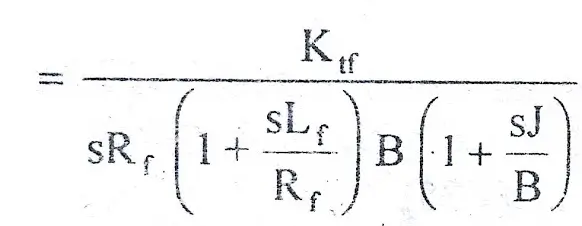 = K_tf / (sR_f (1 + sL_f / R_f) B (1 + sJ / B))